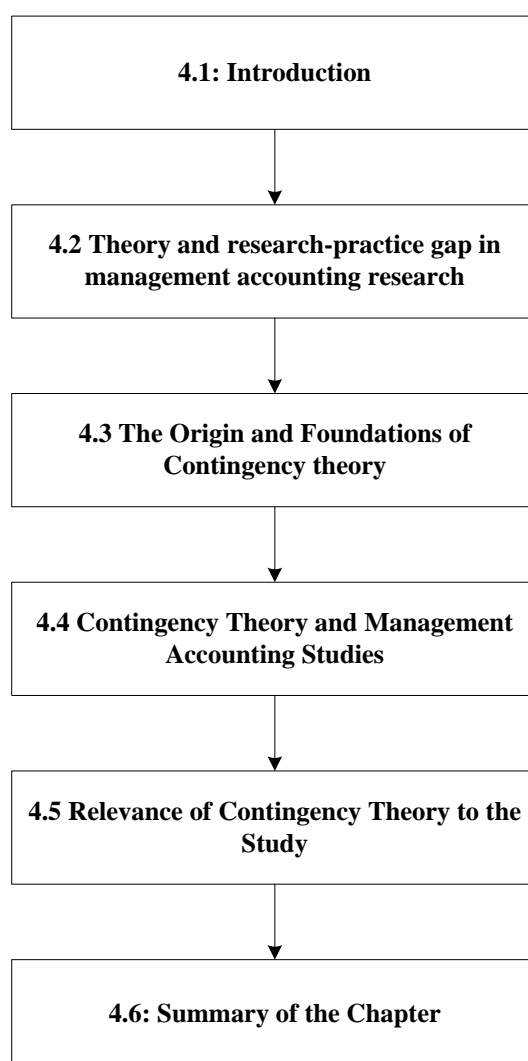 4.1: Introduction
4.2 Theory and research-practice gap in
management accounting research
4.3 The Origin and Foundations of
Contingency theory
4.4 Contingency Theory and Management
Accounting Studies
4.5 Relevance of Contingency Theory to the
Study
4.6: Summary of the Chapter